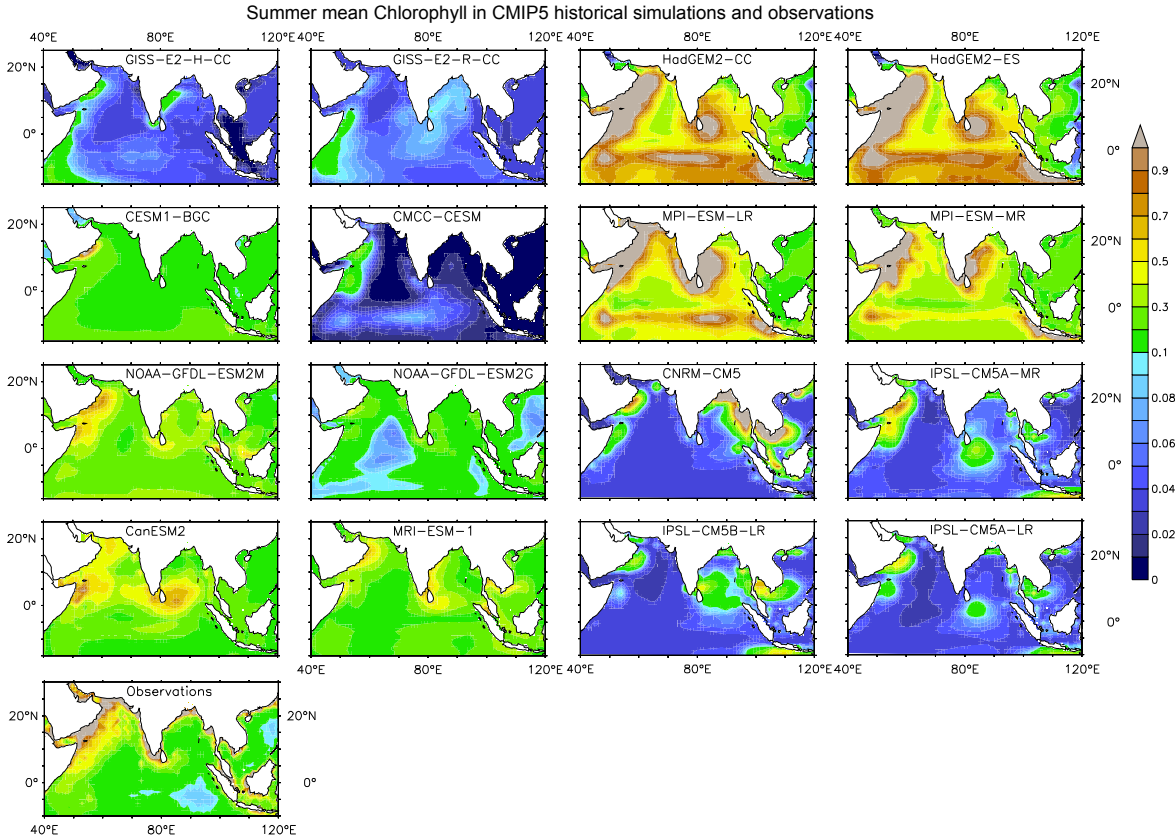 Summer mean Chlorophyll in CMIP5 historical simulations and observations
40°E 80°E 120°E 40°E 80°E 120°E 40°E 80°E 120°E 40°E 80°E 120°E
GISS-E2-H-CC GISS-E2-R-CC HadGEM2-CC HadGEM2-ES
20°N 20°N
0° 0°
CESM1-BGC CMCC-CESM MPI-ESM-LR MPI-ESM-MR
20°N 20°N
0° 0°
NOAA-GFDL-ESM2M NOAA-GFDL-ESM2G CNRM-CM5 IPSL-CM5A-MR
20°N 20°N
0° 0°
CanESM2 MRI-ESM-1 IPSL-CM5B-LR IPSL-CM5A-LR
20°N 20°N
0° 0°
40°E 80°E 120°E 40°E 80°E 120°E 40°E 80°E 120°E
Observations
20°N 20°N
0° 0°
40°E 80°E 120°E
0.9
0.7
0.5
0.3
0.1
0.08
0.06
0.04
0.02
0